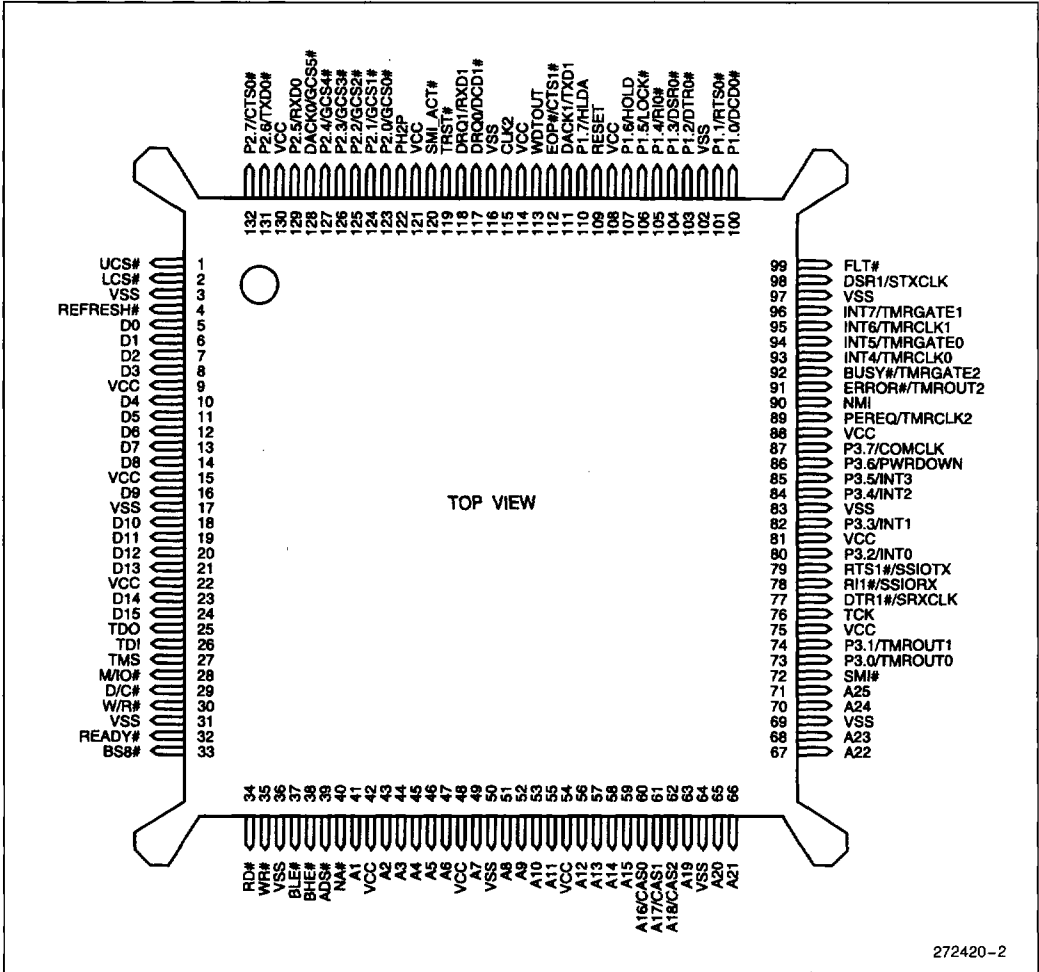 P2.7/CTS0#
P2.6/TXD0#
VCC
P2.5/RXD0
DACK0/GCS5#
P2.4/GCS4#
P2.3/GCS3#
P2.2/GCS2#
P2.1/GCS1#
P2.0/GCS0#
PH2P
VCC
SMI_ACT#
TRST#
DRQ1/RXD1
DRQ0/DCD1#
VSS
CLK2
VCC
WDTOUT
EOP#/CTS1#
DACK1/TXD1
P1.7/HLDA
RESET
VCC
P1.6/HOLD
P1.5/LOCK#
P1.4/RI0#
P1.3/DSR0#
P1.2/DTR0#
VSS
P1.1/RTS0#
P1.0/DCD0#
132
131
130
129
128
127
126
125
124
123
122
121
120
119
118
117
116
115
114
113
112
111
110
109
108
107
106
105
104
103
102
101
100
UCS# 1
LCS# 2
VSS 3
REFRESH# 4
D0 5
D1 6
D2 7
D3 8
VCC 9
D4 10
D5 11
D6 12
D7 13
D8 14
VCC 15
D9 16
VSS 17
D10 18
D11 19
D12 20
D13 21
VCC 22
D14 23
D15 24
TDO 25
TDI 26
TMS 27
M/IO# 28
D/C# 29
W/R# 30
VSS 31
READY# 32
BS8# 33
TOP VIEW
99 FLT#
98 DSR1/STXCLK
97 VSS
96 INT7/TMRGATE1
95 INT6/TMRCLK1
94 INT5/TMRGATE0
93 INT4/TMRCLK0
92 BUSY#/TMRGATE2
91 ERROR#/TMROUT2
90 NMI
89 PEREQ/TMRCLK2
88 VCC
87 P3.7/COMCLK
86 P3.6/PWRDOWN
85 P3.5/INT3
84 P3.4/INT2
83 VSS
82 P3.3/INT1
81 VCC
80 P3.2/INT0
79 RTS1#/SSIOTX
78 RI1#/SSIORX
77 DTR1#/SRXCLK
76 TCK
75 VCC
74 P3.1/TMROUT1
73 P3.0/TMROUT0
72 SMI#
71 A25
70 A24
69 VSS
68 A23
67 A22
34
35
36
37
38
39
40
41
42
43
44
45
46
47
48
50
51
52
53
54
55
56
57
58
59
60
61
62
63
64
65
66
RD#
WR#
VSS
BLE#
BHE#
ADS#
NA#
A1
VCC
A2
A3
A4
A5
A6
VCC
A7
VSS
A8
A9
A10
A11
VCC
A12
A13
A14
A15
A16/CAS0
A17/CAS1
A18/CAS2
A19
VSS
A20
A21
272420-2